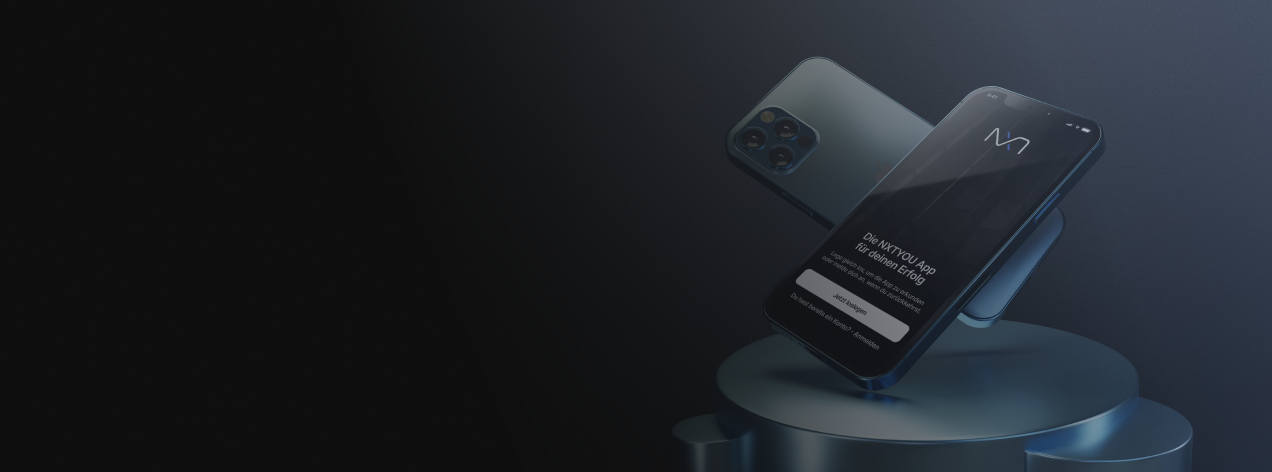 Die NXTYOU App
für deinen Erfolg
Lege gleich los, um die App zu erkunden
oder melde dich an, wenn du zurückkehrst.
Jetzt loslegen
Du hast bereits ein Konto? - Anmelden